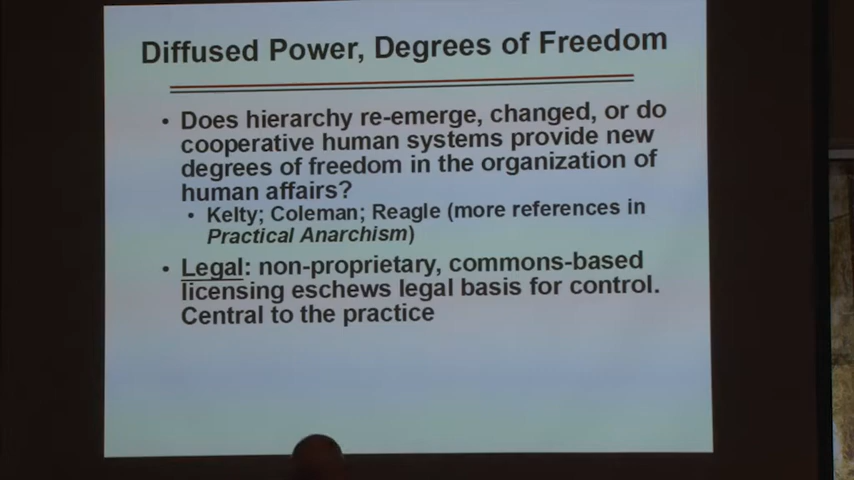 Diffused Power, Degrees of Freedom
• Does hierarchy re-emerge, changed, or do
cooperative human systems provide new
degrees of freedom in the organization of
human affairs?
• Kelty; Coleman; Reagle (more references in
Practical Anarchism)
• Legal: non-proprietary, commons-based
licensing eschews legal basis for control.
Central to the practice